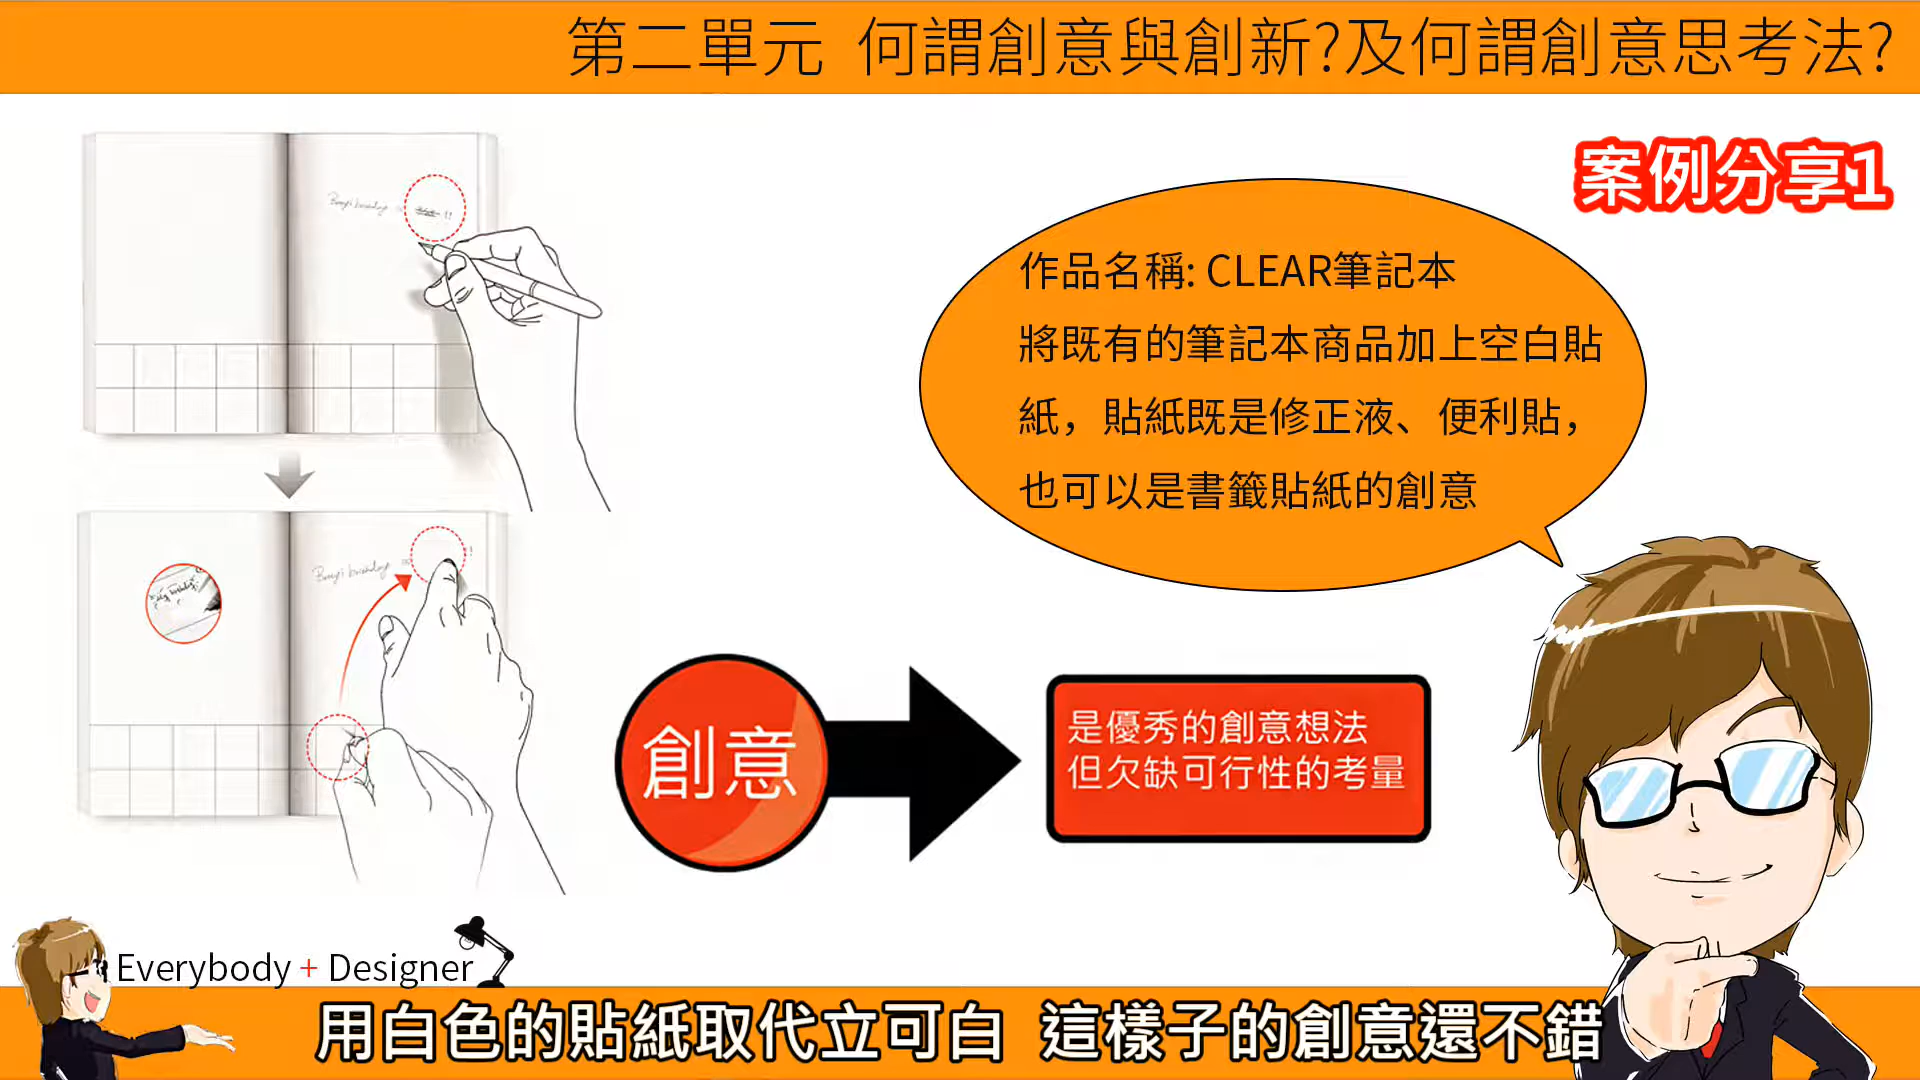 第二單元 何謂創意與創新?及何謂創意思考法?
案例分享1
作品名稱: CLEAR筆記本
將既有的筆記本商品加上空白貼
紙，貼紙既是修正液、便利貼，
也可以是書籤貼紙的創意
創意
是優秀的創意想法
但欠缺可行性的考量
Everybody + Designer
用白色的貼紙取代立可白 這樣子的創意還不錯